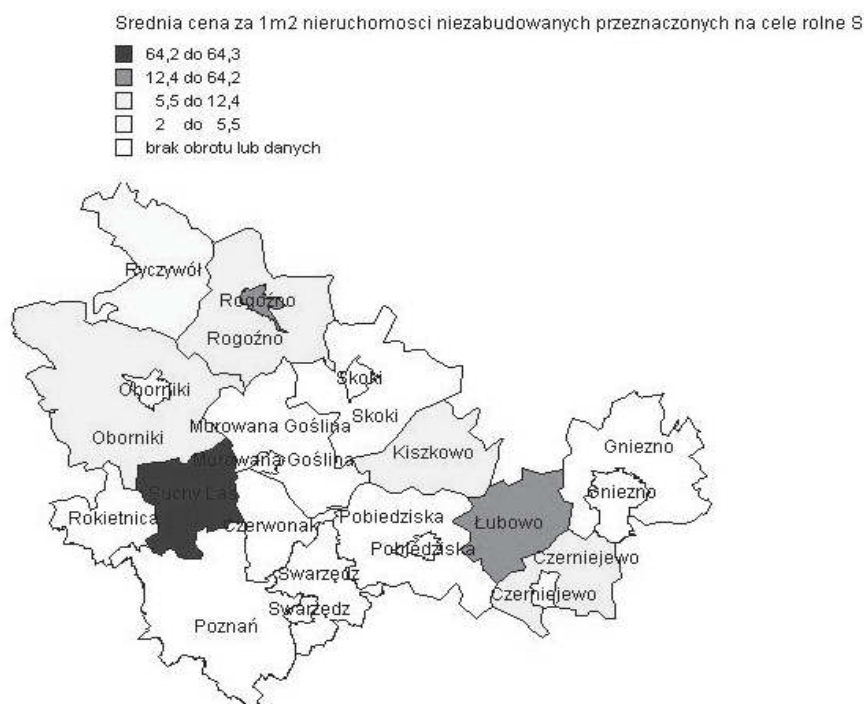 Srednia cena za 1m2 nieruchomosci niezabudowanych przeznaczonych na cele rolne S
64,2 do 64,3
12,4 do 64,2
5,5 do 12,4
2 do 5,5
brak obrotu lub danych
Ryczywół
Rogoźno
Rogoźno
Oborniki
Skoki
Skoki
Oborniki
Murowana Goślina
Murowana Goślina
Kiszkowo
Gniezno
Gniezno
Suchy Las
Rokietnica
Czerwonak
Pobiedziska
Pobiedziska
Łubowo
Czerniejewo
Czerniejewo
Swarzędz
Swarzędz
Poznań